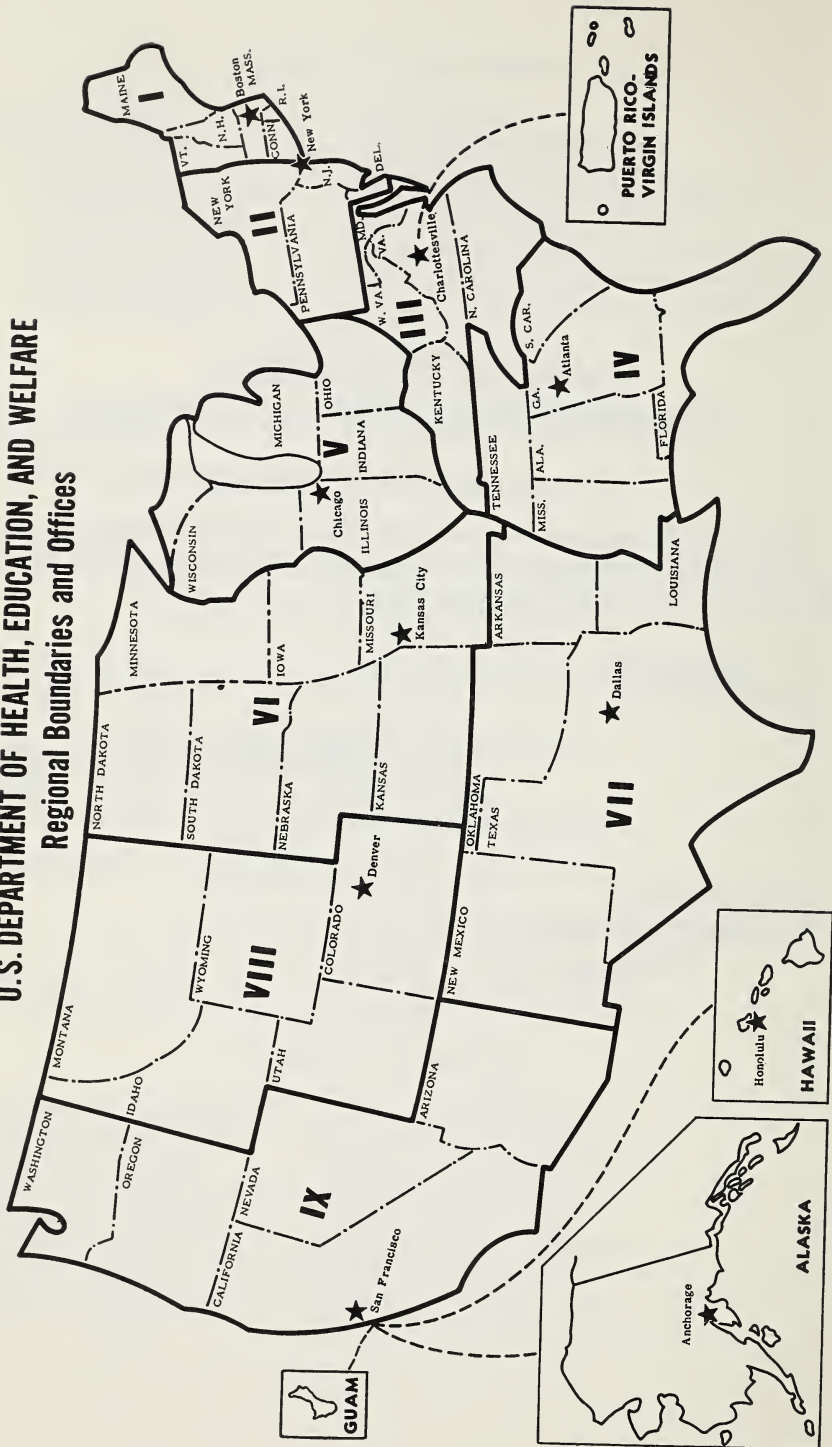 U.S. DEPARTMENT OF HEALTH, EDUCATION, AND WELFARE
Regional Boundaries and Offices
WASHINGTON
OREGON
IDAHO
MONTANA
WYOMING
VIII
UTAH
COLORADO
Denver
CALIFORNIA
NEVADA
IX
San Francisco
ARIZONA
NEW MEXICO
NORTH DAKOTA
SOUTH DAKOTA
MINNESOTA
VI
NEBRASKA
IOWA
KANSAS
MISSOURI
Kansas City
OKLAHOMA
TEXAS
VII
Dallas
ARKANSAS
LOUISIANA
WISCONSIN
MICHIGAN
Chicago
ILLINOIS
INDIANA
V
OHIO
KENTUCKY
TENNESSEE
MISS.
ALA.
GA.
Atlanta
S. CAR.
IV
FLORIDA
MAINE
I
VT.
N.H.
Boston
MASS.
CONN.
R.I.
New York
NEW
YORK
II
PENNSYLVANIA
N.J.
DEL.
MD.
W. VA.
VA.
III
Charlottesville
N. CAROLINA
GUAM
Anchorage
ALASKA
Honolulu
HAWAII
PUERTO RICO-
VIRGIN ISLANDS